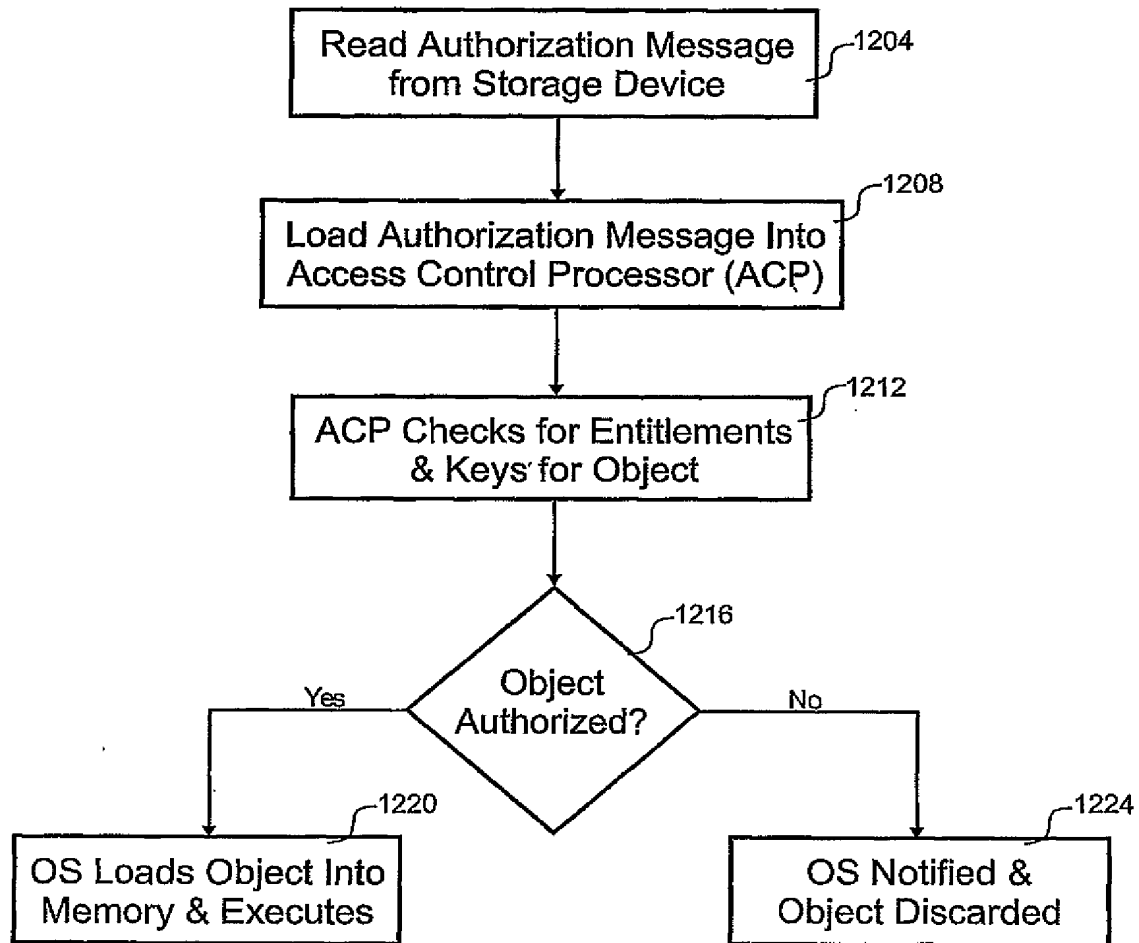 Read Authorization Message
from Storage Device
1204
Load Authorization Message Into
Access Control Processor (ACP)
1208
ACP Checks for Entitlements
& Keys for Object
1212
Object
Authorized?
1216
Yes
No
OS Loads Object Into
Memory & Executes
1220
OS Notified &
Object Discarded
1224